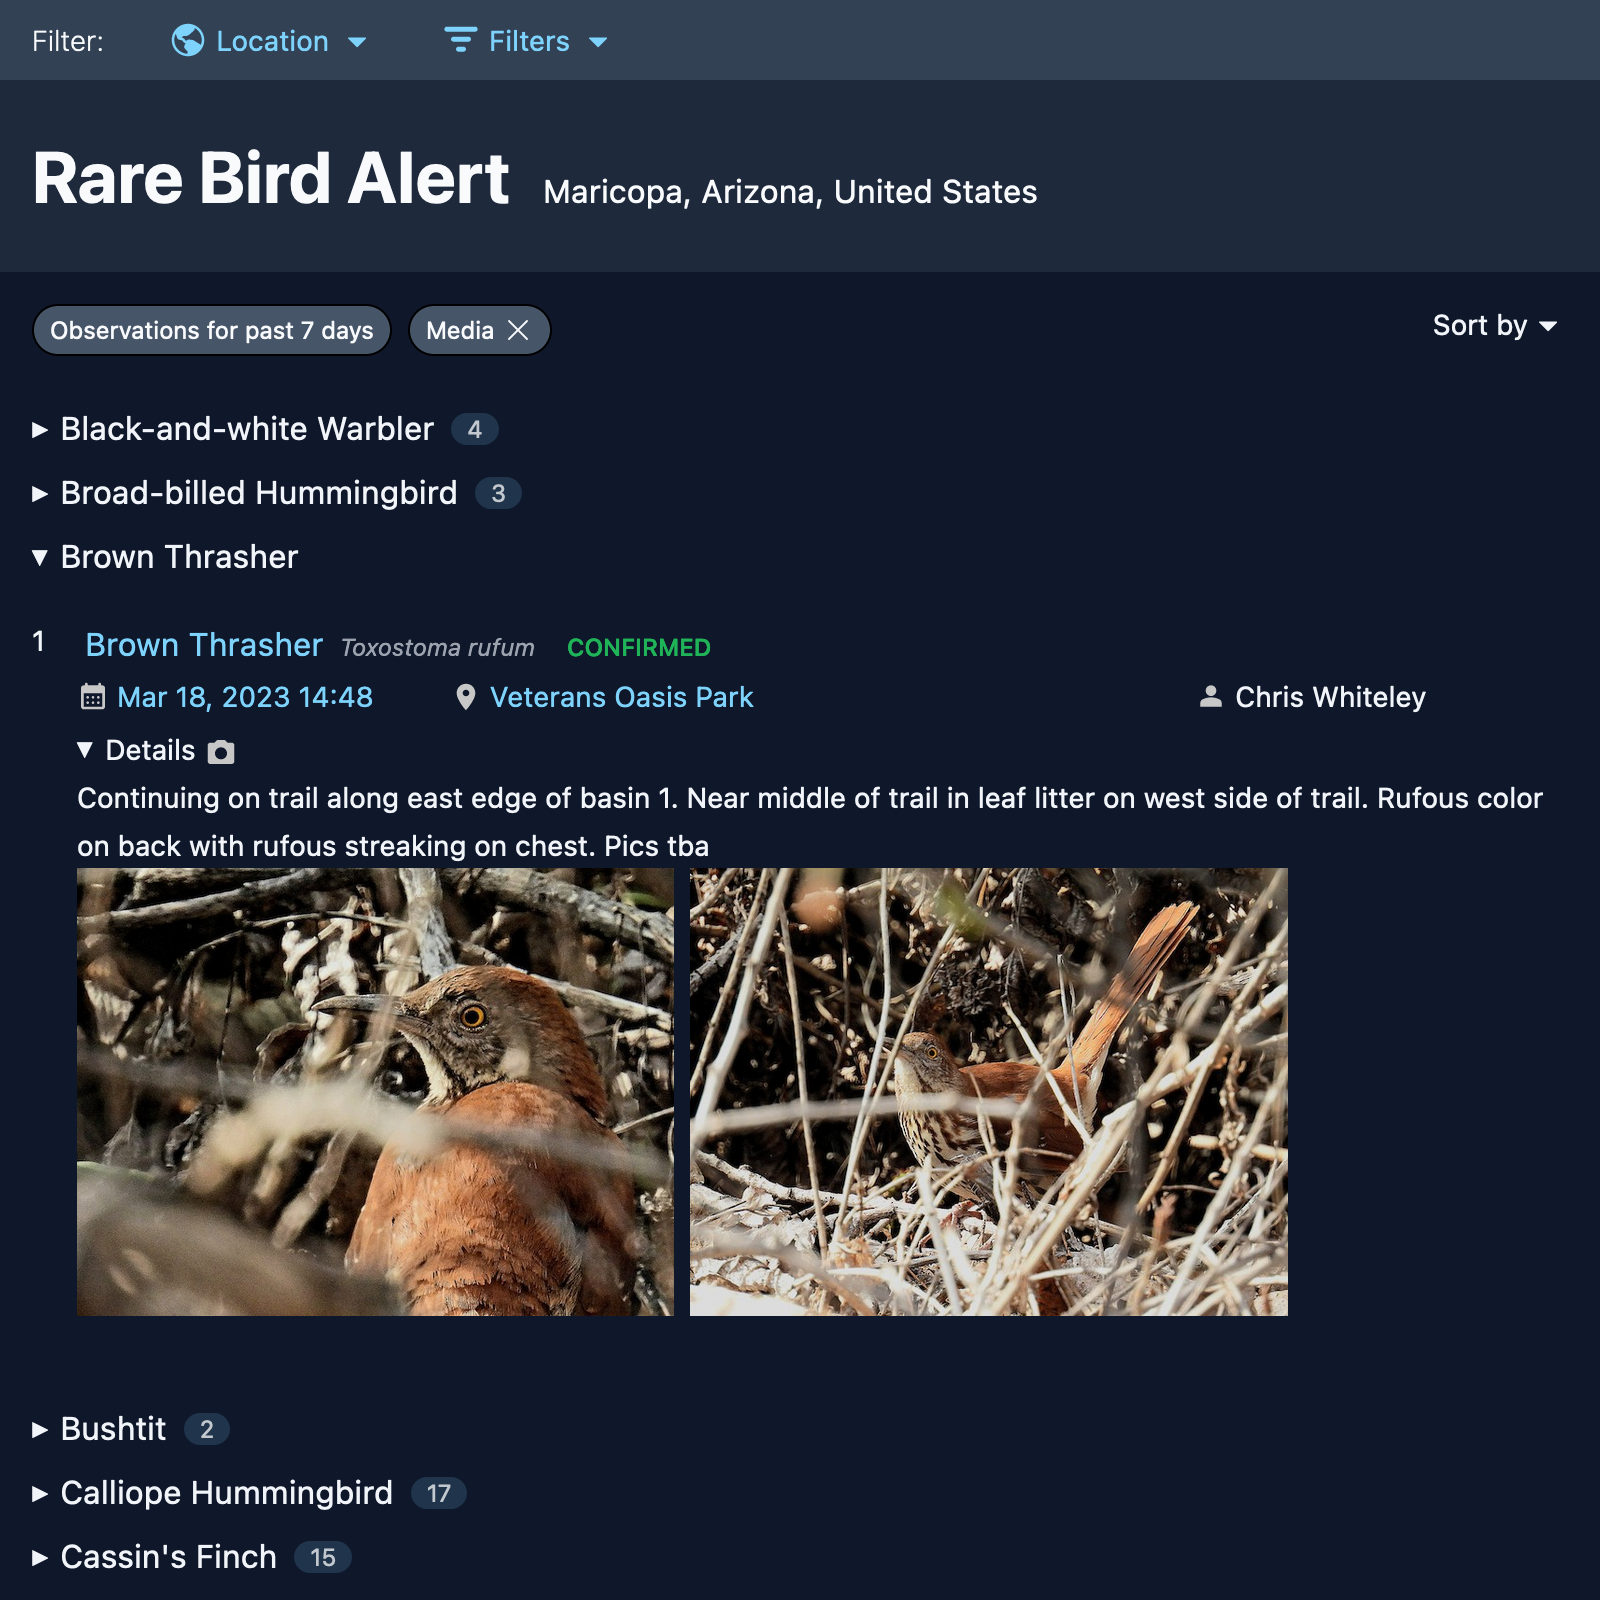 Filter: Location Filters
Rare Bird Alert Maricopa, Arizona, United States
Observations for past 7 days Media Sort by
Black-and-white Warbler 4
Broad-billed Hummingbird 3
Brown Thrasher
1 Brown Thrasher Toxostoma rufum CONFIRMED
Mar 18, 2023 14:48 Veterans Oasis Park Chris Whiteley
Details
Continuing on trail along east edge of basin 1. Near middle of trail in leaf litter on west side of trail. Rufous color
on back with rufous streaking on chest. Pics tba
Bushtit 2
Calliope Hummingbird 17
Cassin's Finch 15